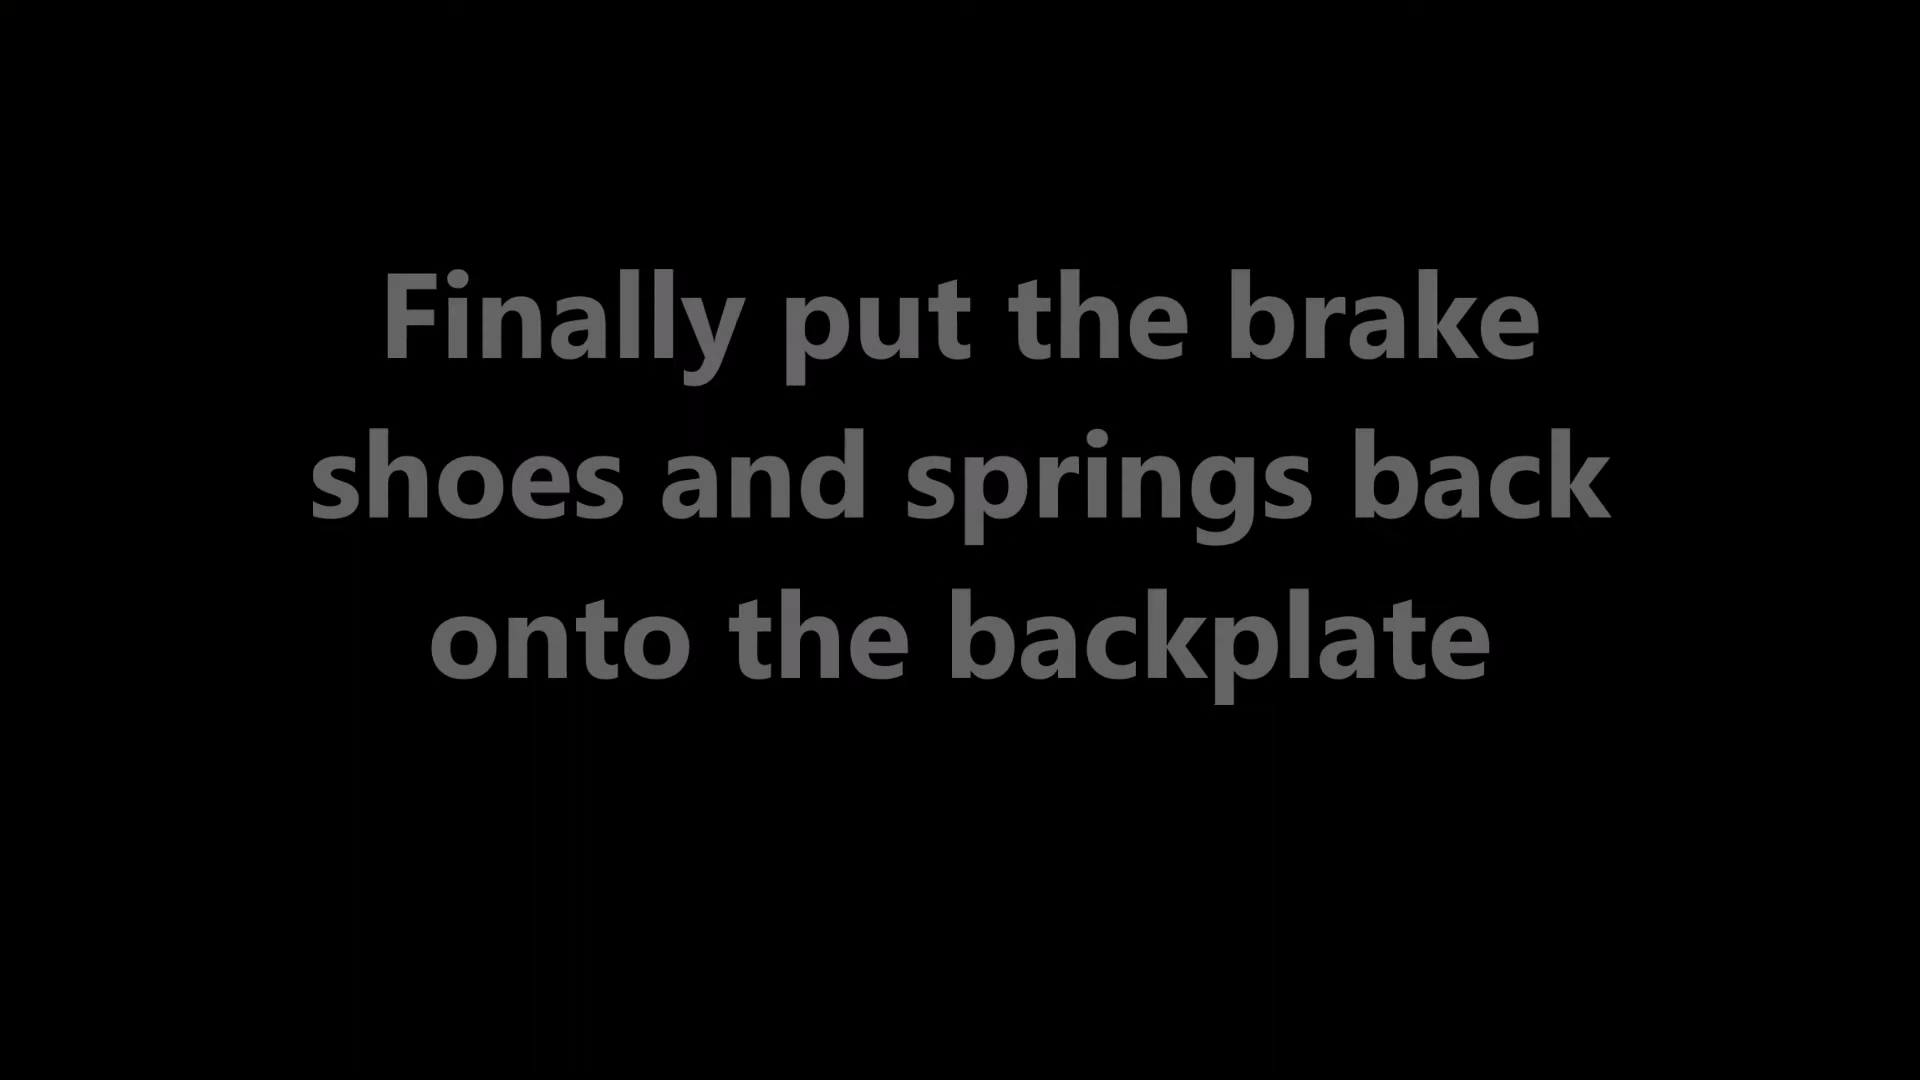 Finally put the brake
shoes and springs back
onto the backplate